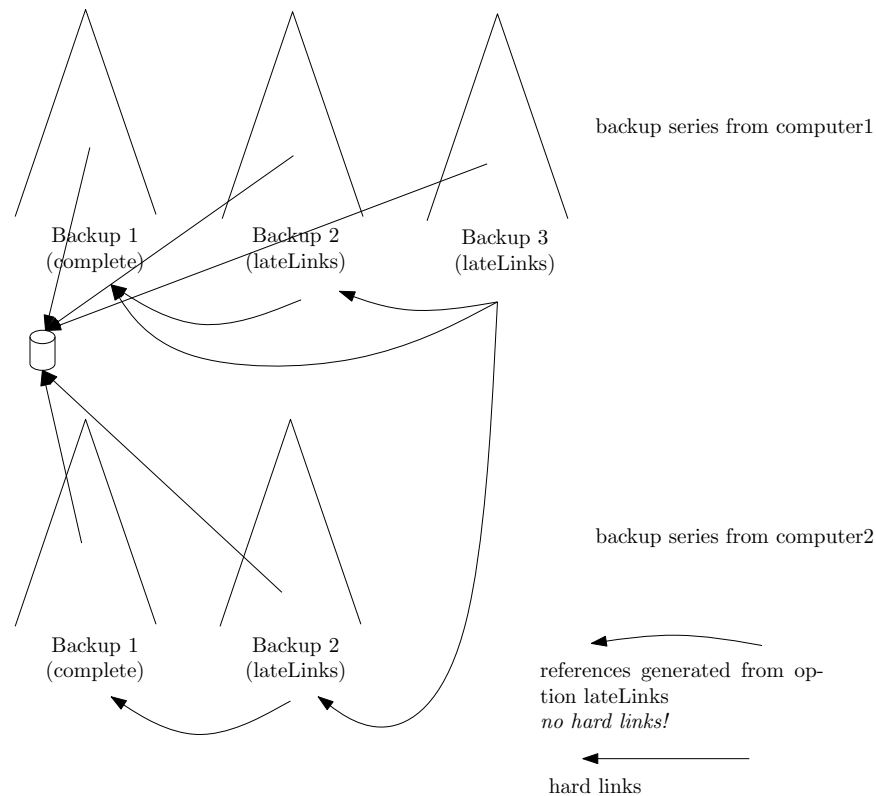 backup series from computer1
Backup 1
(complete)
Backup 2
(lateLinks)
Backup 3
(lateLinks)
backup series from computer2
Backup 1
(complete)
Backup 2
(lateLinks)
references generated from op-
tion lateLinks
no hard links!
hard links